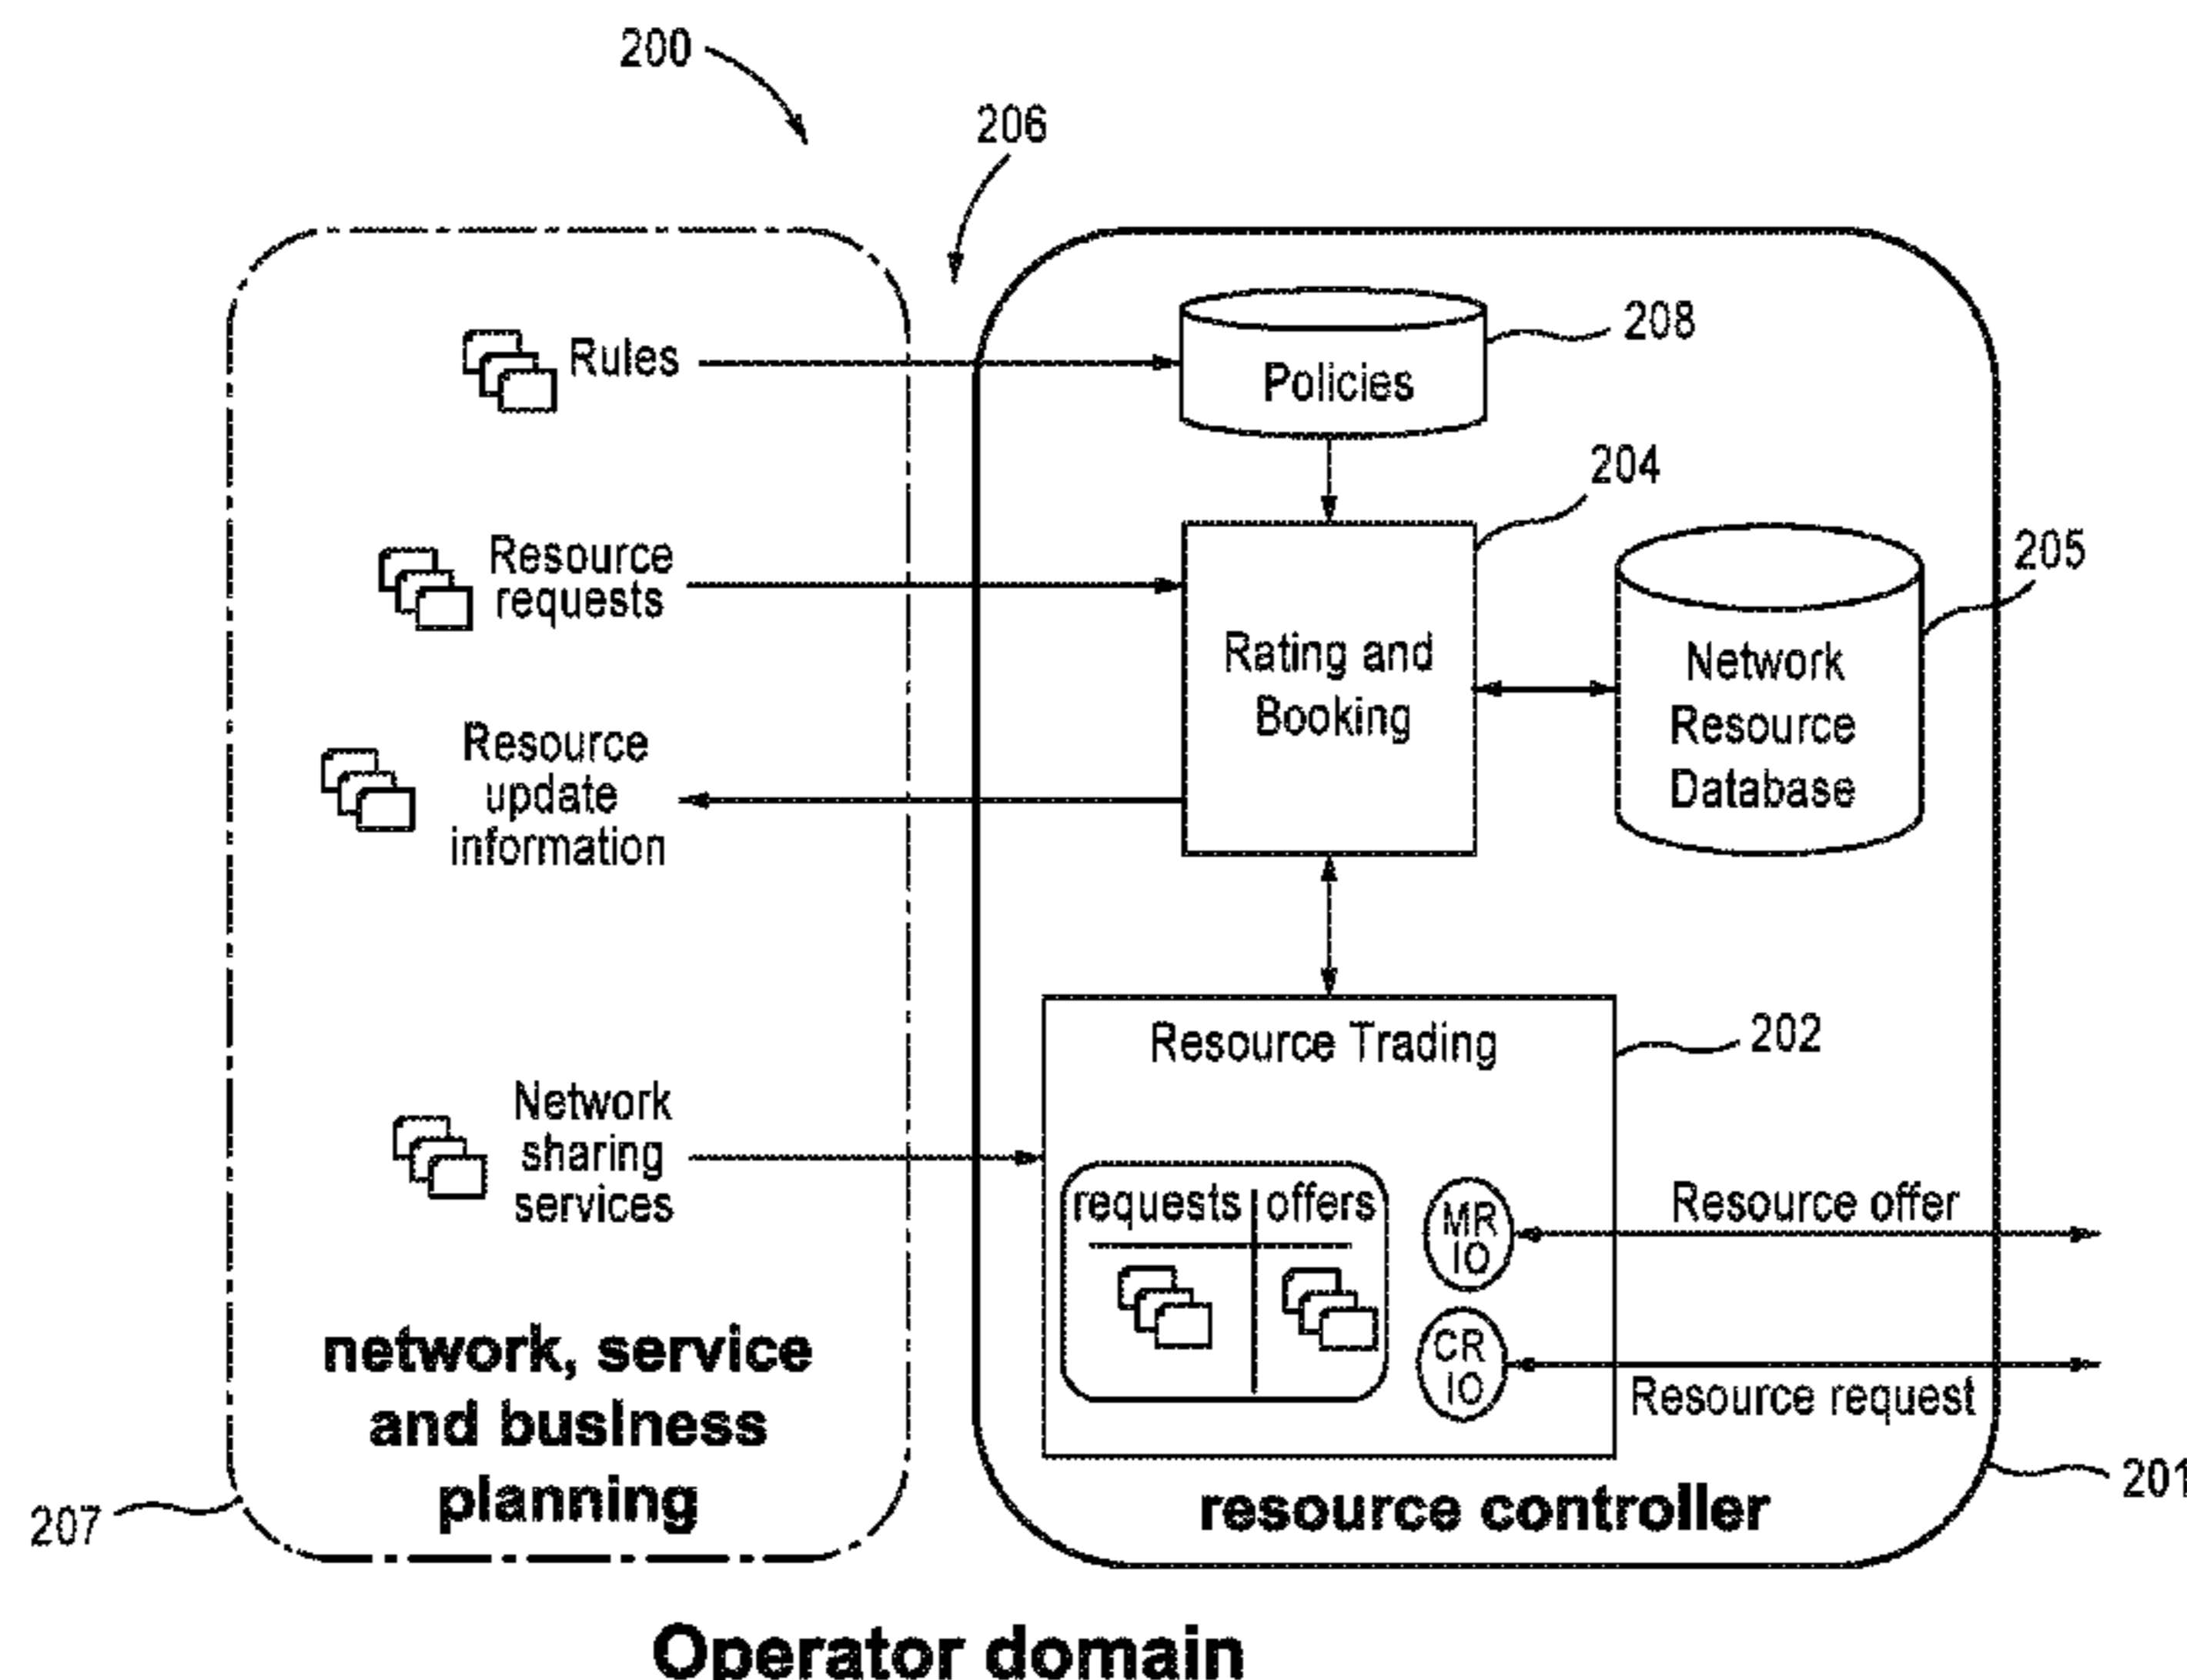 200
206
Rules
Policies
208
204
Resource
requests
205
Rating and
Booking
Network
Resource
Database
Resource
update
information
Resource Trading
202
Network
sharing
services
requests
offers
MR
IO
Resource offer
CR
IO
Resource request
network, service
and business
planning
207
resource controller
201
Operator domain